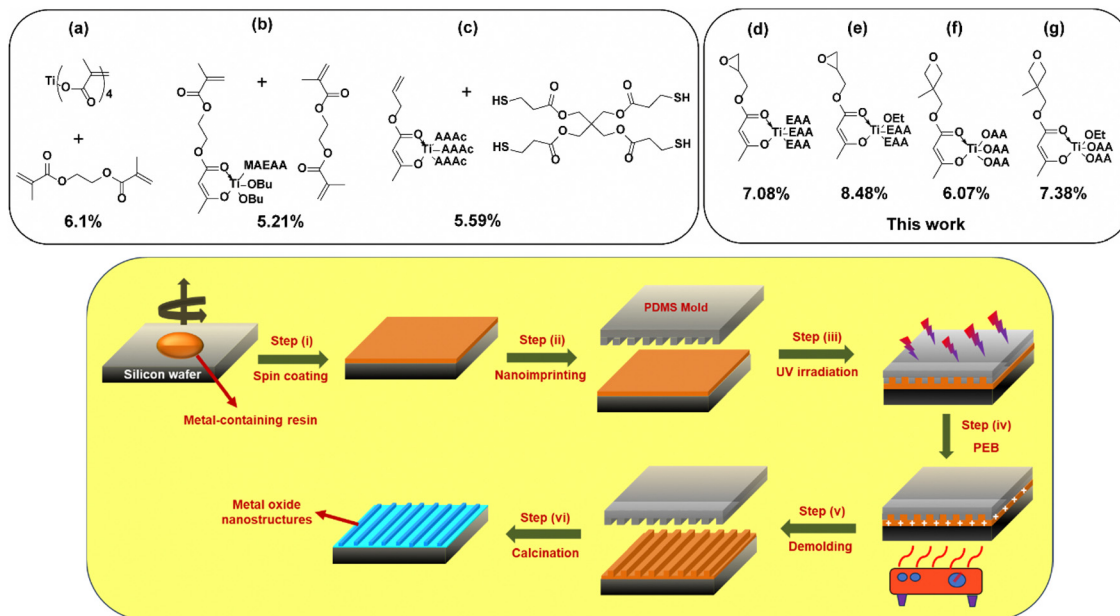 (a)
(b)
(c)
(d)
(e)
(f)
(g)
Ti
O
O
4
+
O
O
O
O
6.1%
O
O
O
O
O
Ti
MAEAA
OBu
OBu
+
O
O
O
O
5.21%
O
O
O
Ti
AAAc
AAAc
AAAc
+
HS
O
O
O
O
SH
HS
O
O
O
O
SH
5.59%
O
O
O
O
Ti
EAA
EAA
EAA
7.08%
O
O
O
O
Ti
OEt
EAA
EAA
8.48%
O
O
O
O
Ti
OAA
OAA
OAA
6.07%
O
O
O
O
Ti
OEt
OAA
OAA
7.38%
This work
Silicon wafer
Metal-containing resin
Step (i)
Spin coating
Step (ii)
Nanoimprinting
PDMS Mold
Step (iii)
UV irradiation
Step (iv)
PEB
Step (v)
Demolding
Step (vi)
Calcination
Metal oxide
nanostructures